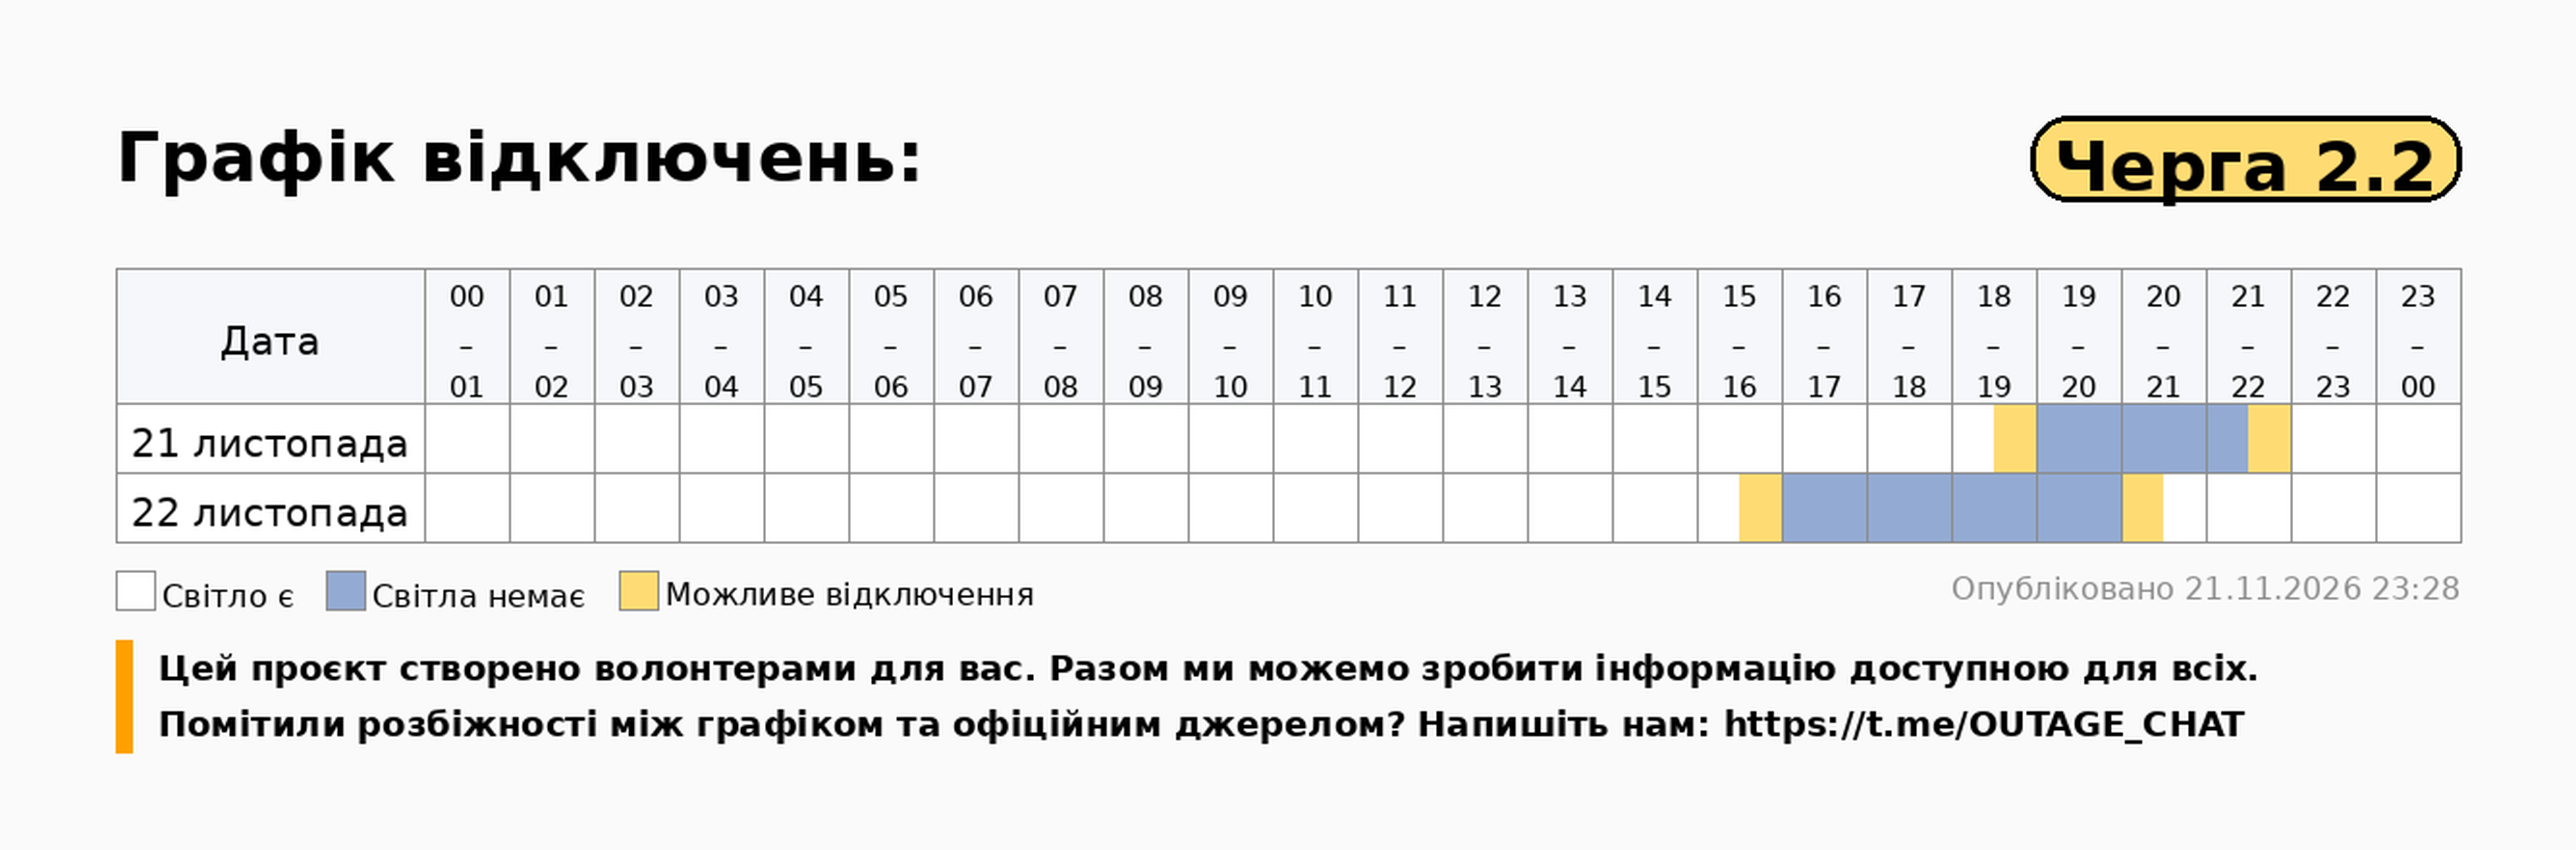 Графік відключень:
Черга 2.2
Дата 00 – 01 01 – 02 02 – 03 03 – 04 04 – 05 05 – 06 06 – 07 07 – 08 08 – 09 09 – 10 10 – 11 11 – 12 12 – 13 13 – 14 14 – 15 15 – 16 16 – 17 17 – 18 18 – 19 19 – 20 20 – 21 21 – 22 22 – 23 23 – 00
21 листопада
22 листопада
Світло є Світла немає Можливе відключення
Опубліковано 21.11.2026 23:28
Цей проєкт створено волонтерами для вас. Разом ми можемо зробити інформацію доступною для всіх.
Помітили розбіжності між графіком та офіційним джерелом? Напишіть нам: https://t.me/OUTAGE_CHAT